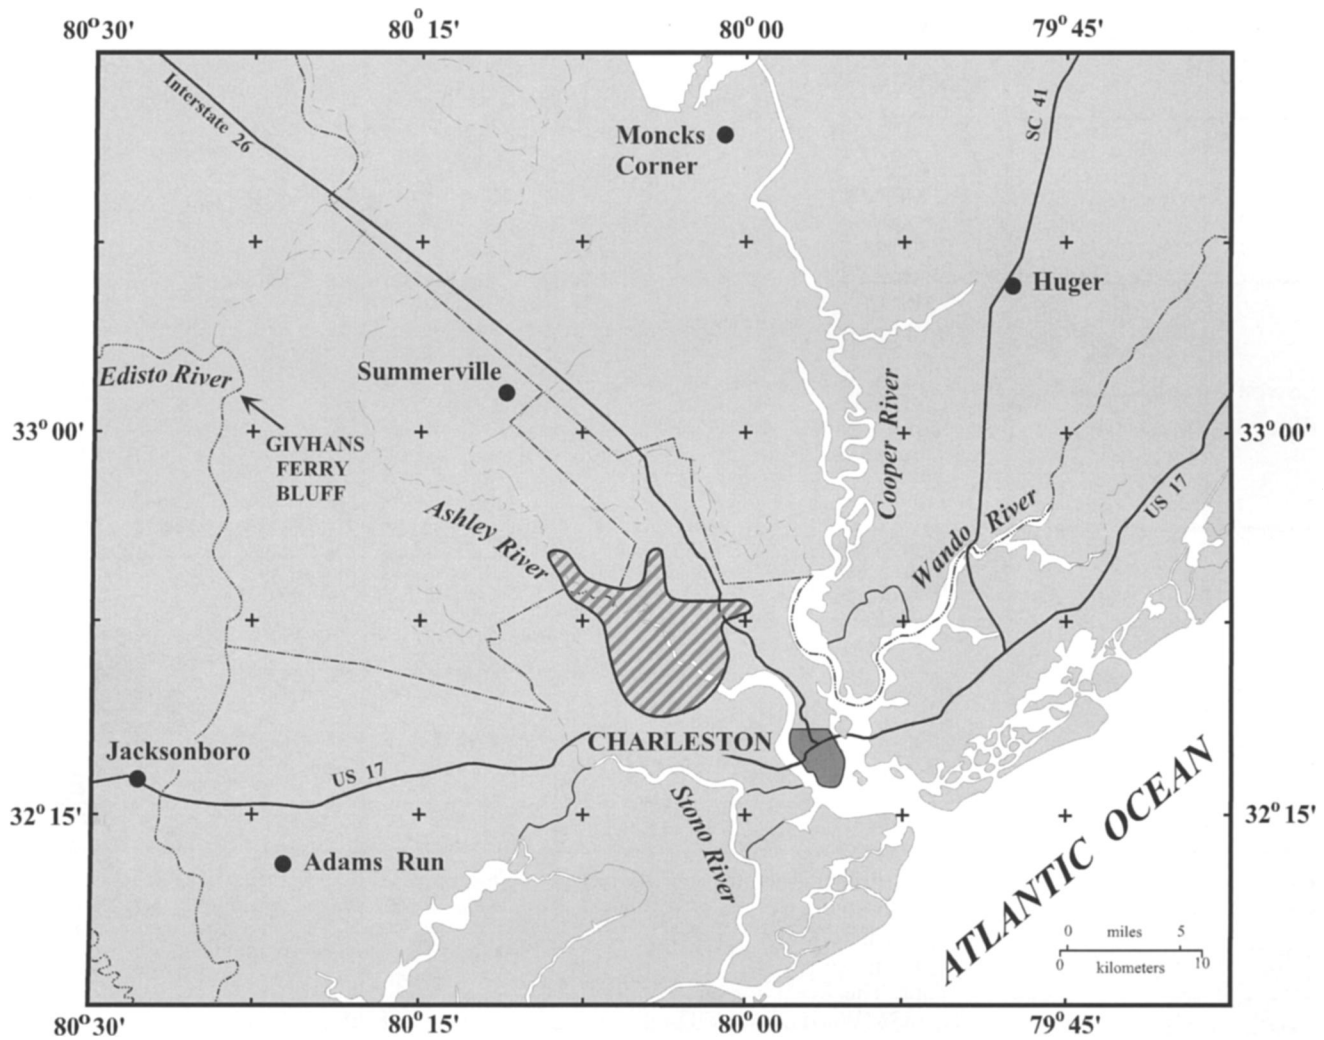 80° 30' 80° 15' 80° 00' 79° 45'
Interstate 26
SC 41
Moncks
Corner
Huger
Edisto River
Summerville
Cooper River
33° 00' 33° 00'
GIVHANS
FERRY
BLUFF
US 17
Ashley River
Wando River
CHARLESTON
Jacksonboro
US 17
Stono River
32° 15' 32° 15'
Adams Run
ATLANTIC OCEAN
0 miles 5
0 kilometers 10
80° 30' 80° 15' 80° 00' 79° 45'